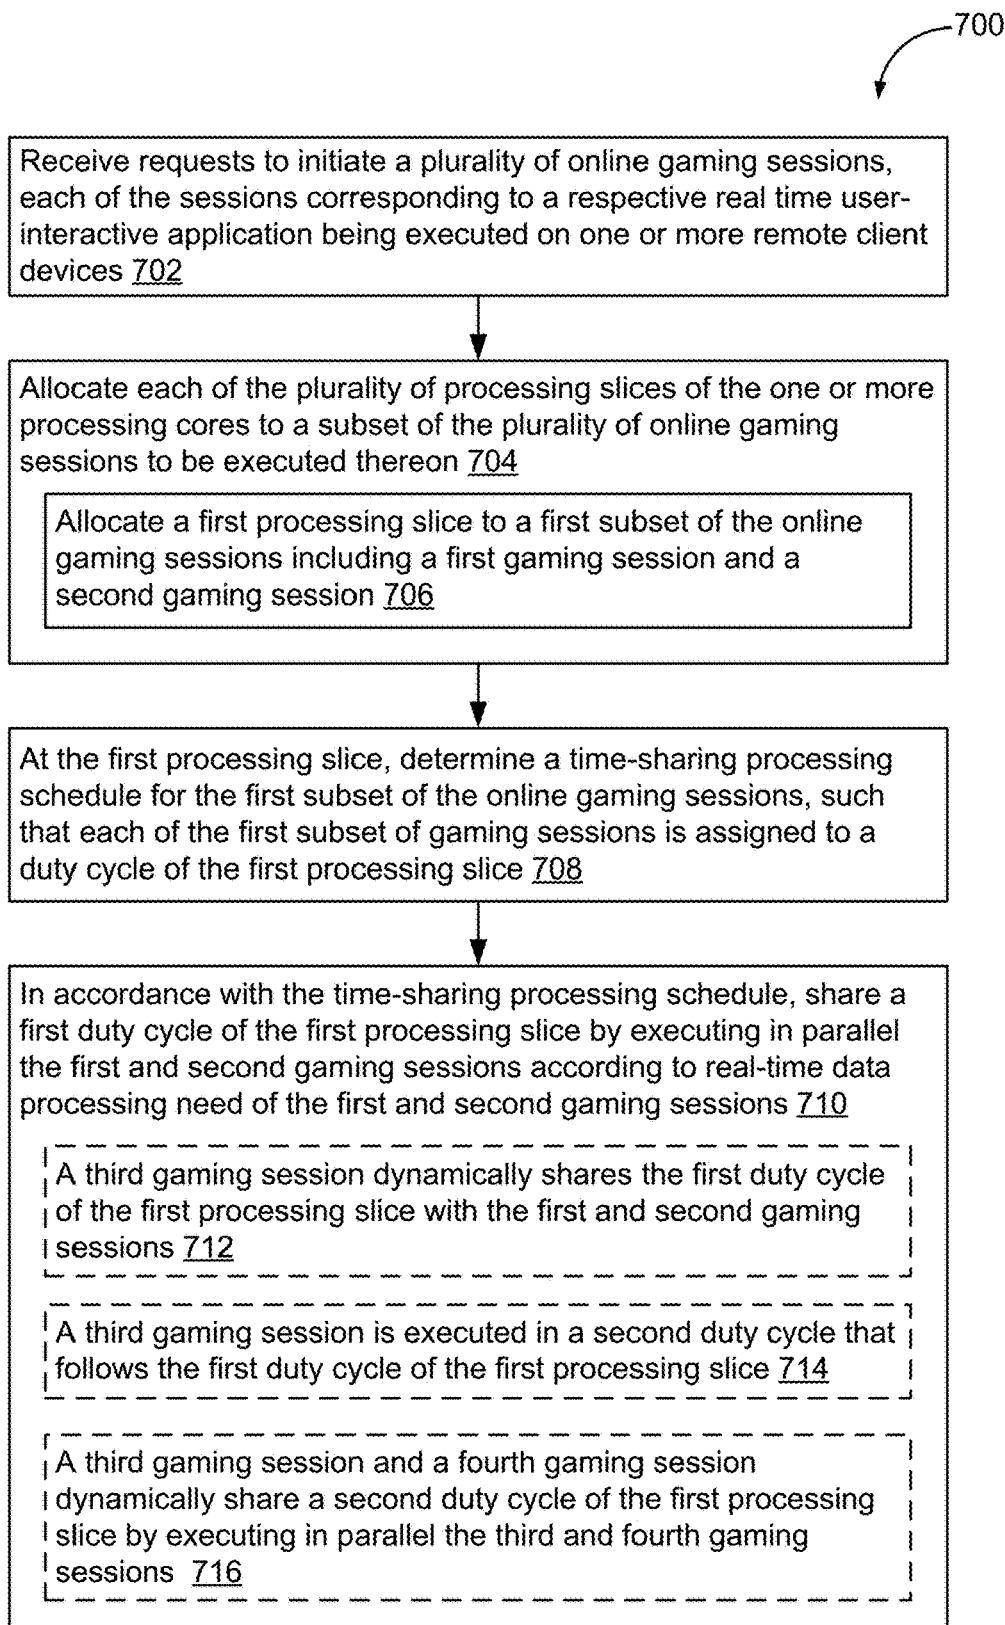 700
Receive requests to initiate a plurality of online gaming sessions,
each of the sessions corresponding to a respective real time user-
interactive application being executed on one or more remote client
devices 702
Allocate each of the plurality of processing slices of the one or more
processing cores to a subset of the plurality of online gaming
sessions to be executed thereon 704
Allocate a first processing slice to a first subset of the online
gaming sessions including a first gaming session and a
second gaming session 706
At the first processing slice, determine a time-sharing processing
schedule for the first subset of the online gaming sessions, such
that each of the first subset of gaming sessions is assigned to a
duty cycle of the first processing slice 708
In accordance with the time-sharing processing schedule, share a
first duty cycle of the first processing slice by executing in parallel
the first and second gaming sessions according to real-time data
processing need of the first and second gaming sessions 710
A third gaming session dynamically shares the first duty cycle
of the first processing slice with the first and second gaming
sessions 712
A third gaming session is executed in a second duty cycle that
follows the first duty cycle of the first processing slice 714
A third gaming session and a fourth gaming session
dynamically share a second duty cycle of the first processing
slice by executing in parallel the third and fourth gaming
sessions 716